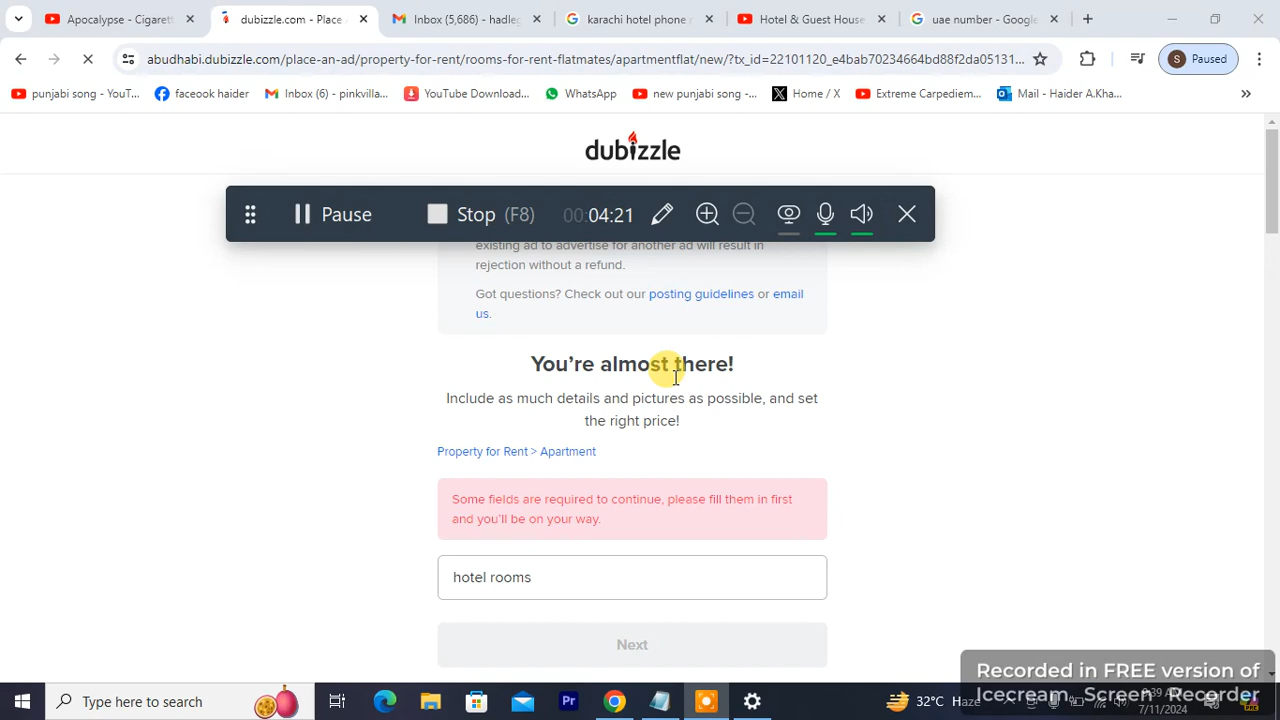 Apocalypse - Cigarett
dubizzle.com - Place
Inbox (5,686) - hadleg
karachi hotel phone
Hotel & Guest House
uae number - Google
abudhabi.dubizzle.com/place-an-ad/property-for-rent/rooms-for-rent-flatmates/apartmentflat/new/?tx_id=22101120_e4bab70234664bd88f2da05131...
S Paused
punjabi song - YouT...
faceook haider
Inbox (6) - pinkvilla...
YouTube Download...
WhatsApp
new punjabi song -...
Home / X
Extreme Carpediem...
Mail - Haider A.Kha...
dubizzle
Pause
Stop (F8)
00:04:21
existing ad to advertise for another ad will result in
rejection without a refund.
Got questions? Check out our posting guidelines or email
us.
You're almost there!
Include as much details and pictures as possible, and set
the right price!
Property for Rent > Apartment
Some fields are required to continue, please fill them in first
and you'll be on your way.
hotel rooms
Next
Recorded in FREE version of
Icecream Screen Recorder
Type here to search
Pr
32°C Haze
7/11/2024